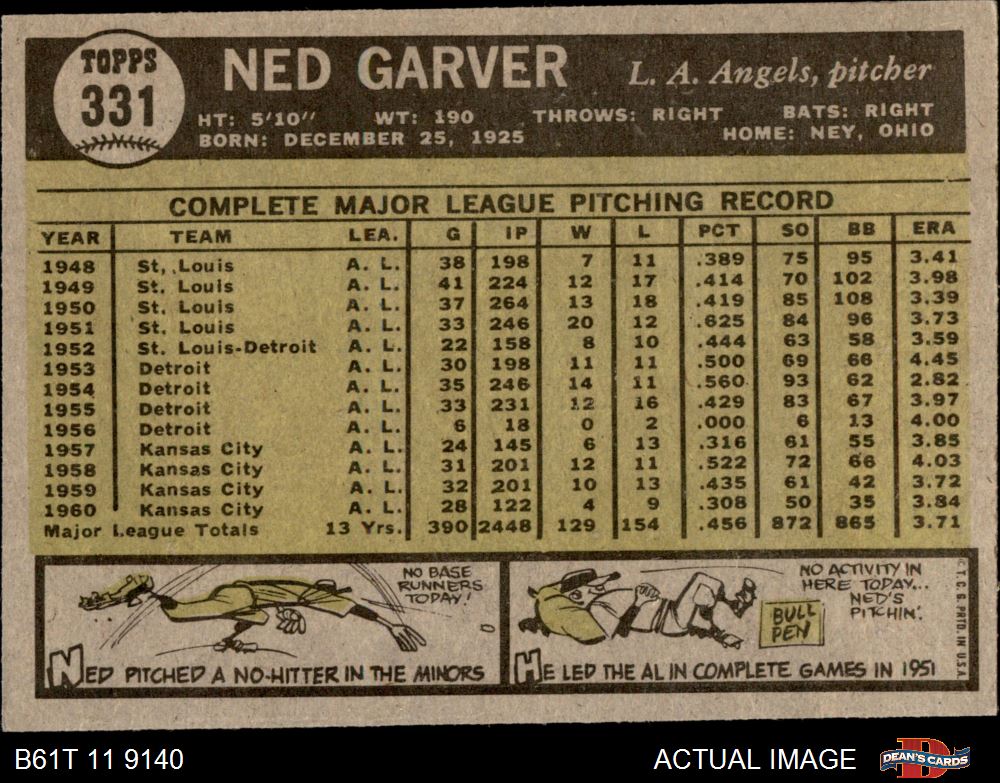 TOPPS
331
NED GARVER
L. A. Angels, pitcher
HT: 5'10" WT: 190 THROWS: RIGHT BATS: RIGHT
BORN: DECEMBER 25, 1925 HOME: NEY, OHIO
COMPLETE MAJOR LEAGUE PITCHING RECORD
YEAR TEAM LEA. G IP W L PCT SO BB ERA
1948 St. Louis A. L. 38 198 7 11 .389 75 95 3.41
1949 St. Louis A. L. 41 224 12 17 .414 70 102 3.98
1950 St. Louis A. L. 37 264 13 18 .419 85 108 3.39
1951 St. Louis A. L. 33 246 20 12 .625 84 96 3.73
1952 St. Louis-Detroit A. L. 22 158 8 10 .444 63 58 3.59
1953 Detroit A. L. 30 198 11 11 .500 69 66 4.45
1954 Detroit A. L. 35 246 14 11 .560 93 62 2.82
1955 Detroit A. L. 33 231 12 16 .429 83 67 3.97
1956 Detroit A. L. 6 18 0 2 .000 6 13 4.00
1957 Kansas City A. L. 24 145 6 13 .316 61 55 3.85
1958 Kansas City A. L. 31 201 12 11 .522 72 66 4.03
1959 Kansas City A. L. 32 201 10 13 .435 61 42 3.72
1960 Kansas City A. L. 28 122 4 9 .308 50 35 3.84
Major League Totals 13 Yrs. 390 2448 129 154 .456 872 865 3.71
NO BASE
RUNNERS
TODAY!
NED PITCHED A NO-HITTER IN THE MINORS
NO ACTIVITY IN
HERE TODAY...
NED'S
PITCHIN'.
BULL
PEN
HE LED THE AL IN COMPLETE GAMES IN 1951
©T. C. G. PRTD. IN U.S.A.
B61T 11 9140
ACTUAL IMAGE
DEAN'S CARDS